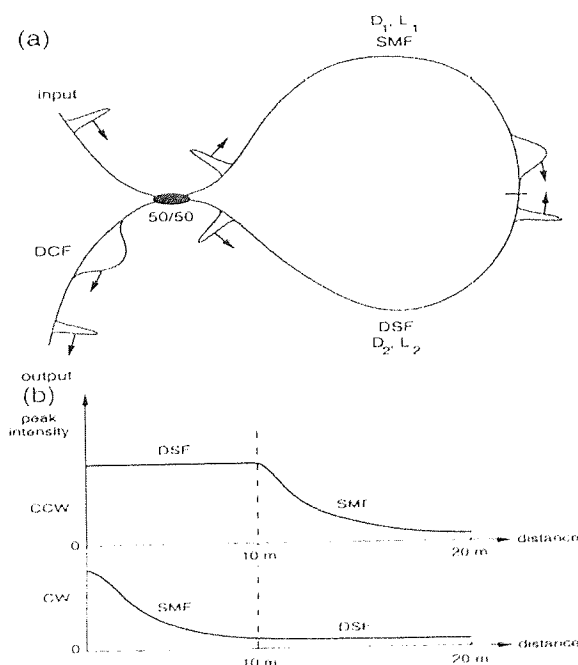 (a)
D₁, L₁
SMF
input
50/50
DCF
DSF
D₂, L₂
output
(b)
peak
intensity
DSF
SMF
CCW
0
10 m
20 m
distance
CW
SMF
DSF
0
10 m
20 m
distance